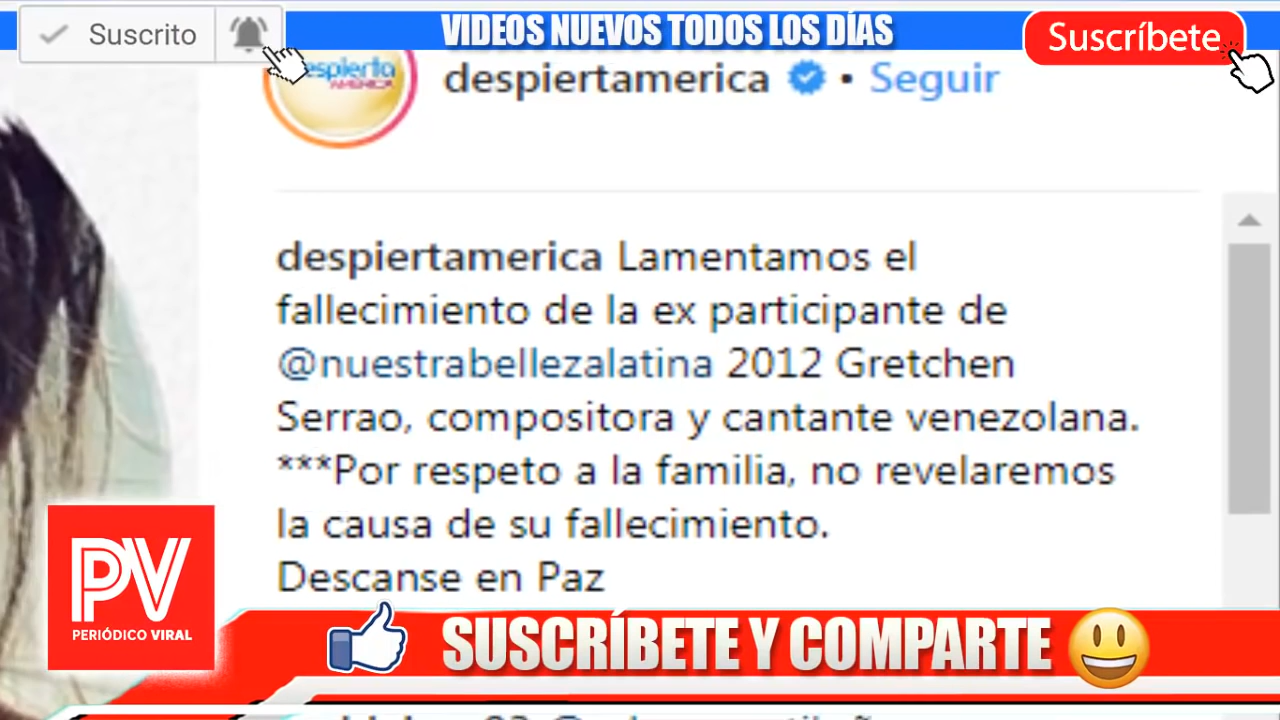 Suscrito
VIDEOS NUEVOS TODOS LOS DÍAS
Suscríbete
despierta
AMERICA
despiertamerica • Seguir
despiertamerica Lamentamos el
fallecimiento de la ex participante de
@nuestrabellezalatina 2012 Gretchen
Serrao, compositora y cantante venezolana.
***Por respeto a la familia, no revelaremos
la causa de su fallecimiento.
Descanse en Paz
PV
PERIÓDICO VIRAL
SUSCRÍBETE Y COMPARTE